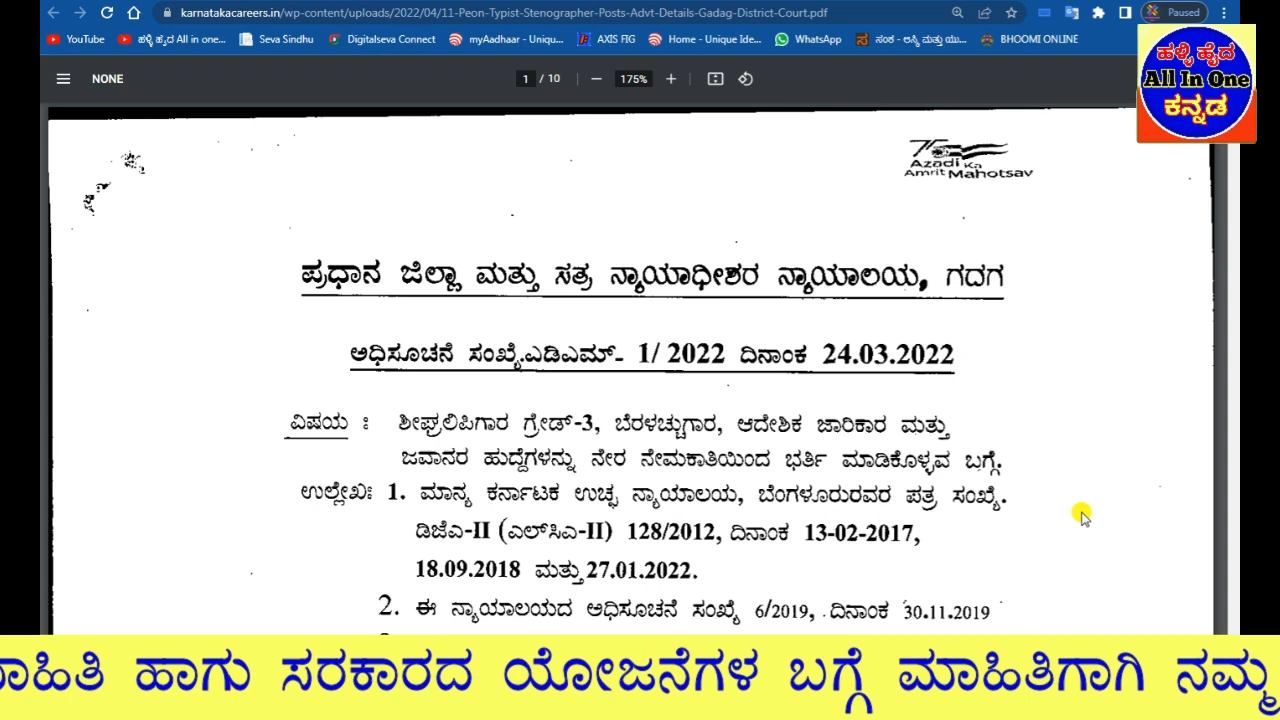 karnatakacareers.in/wp-content/uploads/2022/04/11-Peon-Typist-Stenographer-Posts-Advt-Details-Gadag-District-Court.pdf
Paused
YouTube
ಹಳ್ಳಿ ಹೈದ All in one...
Seva Sindhu
Digitalseva Connect
myAadhaar - Uniqu...
AXIS FIG
Home - Unique Ide...
WhatsApp
BHOOMI ONLINE
ಹಳ್ಳಿ ಹೈದ
All In One
ಕನ್ನಡ
NONE
1 / 10
175%
Azadi Ka
Amrit Mahotsav
ಪ್ರಧಾನ ಜಿಲ್ಲಾ ಮತ್ತು ಸತ್ರ ನ್ಯಾಯಾಧೀಶರ ನ್ಯಾಯಾಲಯ, ಗದಗ
ಅಧಿಸೂಚನೆ ಸಂಖ್ಯೆ.ಎಡಿಎಮ್- 1/ 2022 ದಿನಾಂಕ 24.03.2022
ವಿಷಯ : ಶೀಘ್ರಲಿಪಿಗಾರ ಗ್ರೇಡ್-3, ಬೆರಳಚ್ಚುಗಾರ, ಆದೇಶಿಕ ಜಾರಿಕಾರ ಮತ್ತು
ಜವಾನರ ಹುದ್ದೆಗಳನ್ನು ನೇರ ನೇಮಕಾತಿಯಿಂದ ಭರ್ತಿ ಮಾಡಿಕೊಳ್ಳವ ಬಗ್ಗೆ.
ಉಲ್ಲೇಖಃ 1. ಮಾನ್ಯ ಕರ್ನಾಟಕ ಉಚ್ಛ ನ್ಯಾಯಾಲಯ, ಬೆಂಗಳೂರುರವರ ಪತ್ರ ಸಂಖ್ಯೆ.
ಡಿಜೆಎ-II (ಎಲ್‌ಸಿಎ-II) 128/2012, ದಿನಾಂಕ 13-02-2017,
18.09.2018 ಮತ್ತು 27.01.2022.
2. ಈ ನ್ಯಾಯಾಲಯದ ಅಧಿಸೂಚನೆ ಸಂಖ್ಯೆ 6/2019, ದಿನಾಂಕ 30.11.2019
ಮಾಹಿತಿ ಹಾಗು ಸರಕಾರದ ಯೋಜನೆಗಳ ಬಗ್ಗೆ ಮಾಹಿತಿಗಾಗಿ ನಮ್ಮ